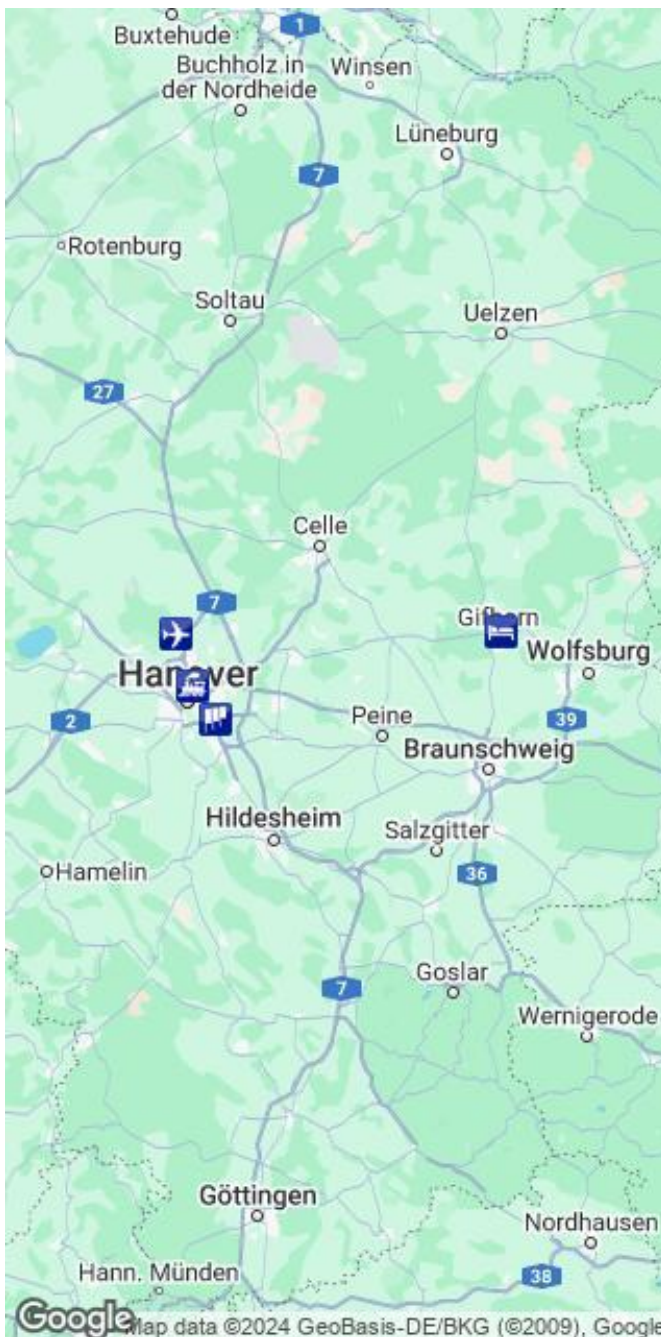 1
Buxtehude
Buchholz in
der Nordheide
Winsen
Lüneburg
7
Rotenburg
Soltau
Uelzen
27
Celle
7
Gifhorn
Hanover
Wolfsburg
2
Peine
39
Braunschweig
Hildesheim
Salzgitter
Hamelin
36
7
Goslar
Wernigerode
Göttingen
Nordhausen
Hann. Münden
38
Google
Map data ©2024 GeoBasis-DE/BKG (©2009), Google